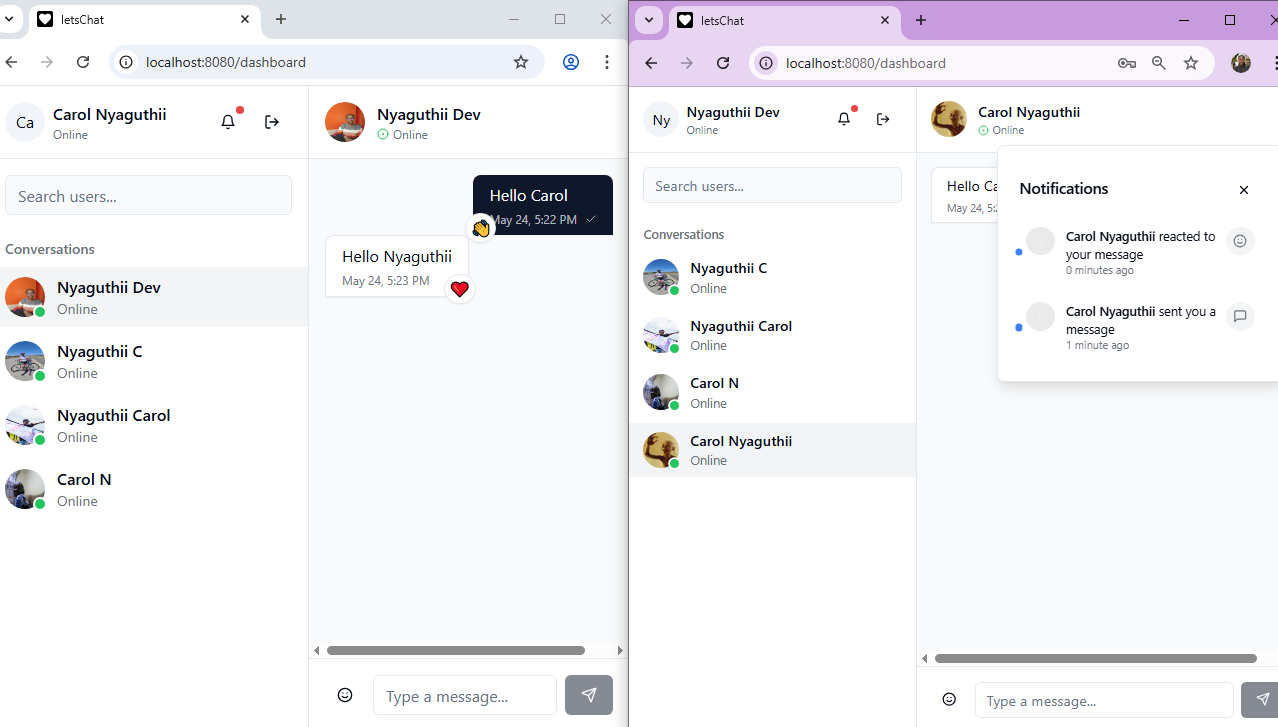 letsChat
localhost:8080/dashboard
Ca
Carol Nyaguthii
Online
Search users...
Conversations
Nyaguthii Dev
Online
Nyaguthii C
Online
Nyaguthii Carol
Online
Carol N
Online
Nyaguthii Dev
Online
Hello Carol
May 24, 5:22 PM
Hello Nyaguthii
May 24, 5:23 PM
Type a message...
letsChat
localhost:8080/dashboard
Ny
Nyaguthii Dev
Online
Search users...
Conversations
Nyaguthii C
Online
Nyaguthii Carol
Online
Carol N
Online
Carol Nyaguthii
Online
Carol Nyaguthii
Online
Hello Ca
May 24, 5:2
Notifications
Carol Nyaguthii reacted to
your message
0 minutes ago
Carol Nyaguthii sent you a
message
1 minute ago
Type a message...